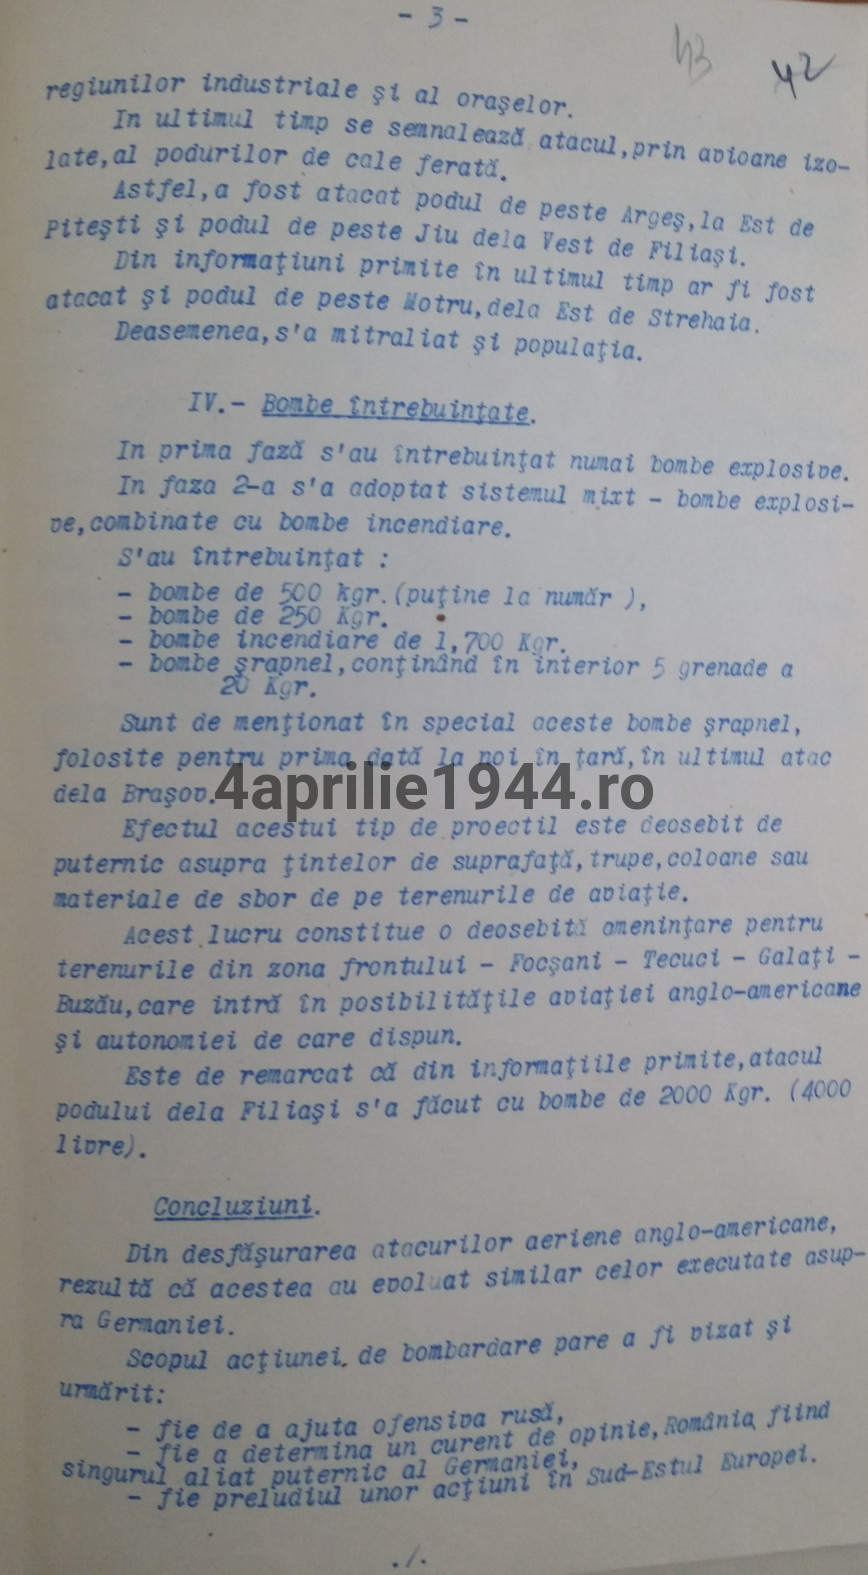 - 3 -
43
42
regiunilor industriale şi al oraşelor.
In ultimul timp se semnalează atacul,prin avioane izo-
late,al podurilor de cale ferată.
Astfel,a fost atacat podul de peste Argeş,la Est de
Piteşti şi podul de peste Jiu dela Vest de Filiaşi.
Din informaţiuni primite în ultimul timp ar fi fost
atacat şi podul de peste Motru,dela Est de Strehaia.
Deasemenea,s'a mitraliat şi populaţia.
IV.- Bombe întrebuinţate.
In prima fază s'au întrebuinţat numai bombe explosive.
In faza 2-a s'a adoptat sistemul mixt - bombe explosi-
ve,combinate cu bombe incendiare.
S'au întrebuinţat :
- bombe de 500 kgr.(puţine la număr ),
- bombe de 250 Kgr.
- bombe incendiare de 1,700 Kgr.
- bombe şrapnel,conţinând în interior 5 grenade a
20 Kgr.
Sunt de menţionat în special aceste bombe şrapnel,
folosite pentru prima dată la noi în ţară,în ultimul atac
dela Braşov.
4aprilie1944.ro
Efectul acestui tip de proectil este deosebit de
puternic asupra ţintelor de suprafaţă,trupe,coloane sau
materiale de sbor de pe terenurile de aviaţie.
Acest lucru constitue o deosebită ameninţare pentru
terenurile din zona frontului - Focşani - Tecuci - Galaţi -
Buzău,care intră în posibilităţile aviaţiei anglo-americane
şi autonomiei de care dispun.
Este de remarcat că din informaţiile primite,atacul
podului dela Filiaşi s'a făcut cu bombe de 2000 Kgr. (4000
livre).
Concluziuni.
Din desfăşurarea atacurilor aeriene anglo-americane,
rezultă că acestea au evoluat similar celor executate asup-
ra Germaniei.
Scopul acţiunei de bombardare pare a fi vizat şi
urmărit:
- fie de a ajuta ofensiva rusă,
- fie a determina un curent de opinie,România fiind
singurul aliat puternic al Germaniei,
- fie preludiul unor acţiuni în Sud-Estul Europei.
./.